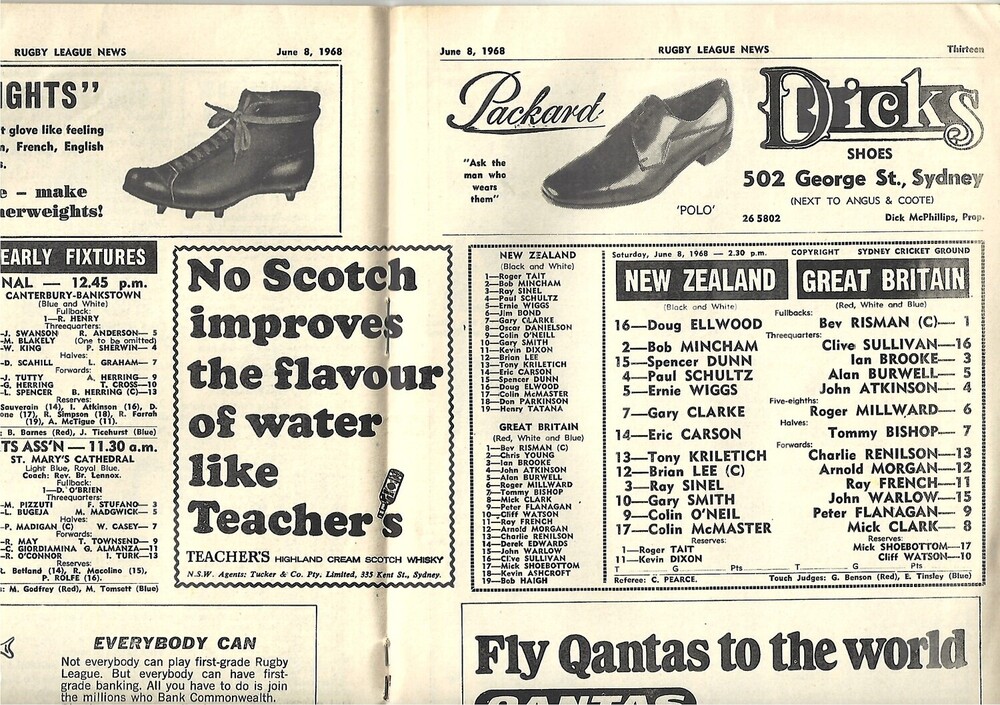 RUGBY LEAGUE NEWS June 8, 1968
GHTS”
t glove like feeling
n, French, English
s.
e – make
nerweights!
EARLY FIXTURES
NAL — 12.45 p.m.
CANTERBURY-BANKSTOWN
(Blue and White)
Fullback:
1—R. HENRY
Threequarters:
J. SWANSON R. ANDERSON— 5
M. BLAKELY (One to be omitted)
W. KING P. SHERWIN— 4
Halves:
D. SCAHILL L. GRAHAM— 7
Forwards:
J. TUTTY A. HERRING— 9
G. HERRING T. CROSS—10
L. SPENCER B. HERRING (C)—13
Reserves:
Sauverain (14), I. Atkinson (16), D.
one (17), R. Simpson (18), R. Farrah
(19), A. McTigue (11).
: B. Barnes (Red), J. Ticehurst (Blue)
TS ASS’N — 11.30 a.m.
ST. MARY’S CATHEDRAL
Light Blue, Royal Blue.
Coach: Rev. Br. Lennox.
Fullback:
1—D. O’BRIEN
Threequarters:
M. PIZZUTI F. STUFANO— 3
L. BUGEJA M. MADGWICK— 5
Halves:
P. MADIGAN (C) W. CASEY— 7
Forwards:
R. MAY T. TOWNSEND— 9
C. GIORDIAMINA G. ALMANZA—11
R. O’CONNOR I. TURK—13
Reserves:
L. Betland (14), R. Macolino (15),
P. ROLFE (16).
s: M. Godfrey (Red), M. Tomsett (Blue)
No Scotch
improves
the flavour
of water
like
Teacher’s
TEACHER’S HIGHLAND CREAM SCOTCH WHISKY
N.S.W. Agents: Tucker & Co. Pty. Limited, 335 Kent St., Sydney.
EVERYBODY CAN
Not everybody can play first-grade Rugby
League. But everybody can have first-
grade banking. All you have to do is join
the millions who Bank Commonwealth.
June 8, 1968 RUGBY LEAGUE NEWS Thirteen
Packard
“Ask the
man who
wears
them”
‘POLO’
Dicks
SHOES
502 George St., Sydney
(NEXT TO ANGUS & COOTE)
26 5802 Dick McPhillips, Prop.
NEW ZEALAND
(Black and White)
1—Roger TAIT
2—Bob MINCHAM
3—Ray SINEL
4—Paul SCHULTZ
5—Ernie WIGGS
6—Jim BOND
7—Gary CLARKE
8—Oscar DANIELSON
9—Colin O’NEILL
10—Gary SMITH
11—Kevin DIXON
12—Brian LEE
13—Tony KRILETICH
14—Eric CARSON
15—Spencer DUNN
16—Doug ELWOOD
17—Colin McMASTER
18—Don PARKINSON
19—Henry TATANA
GREAT BRITAIN
(Red, White and Blue)
1—Bev RISMAN (C)
2—Chris YOUNG
3—Ian BROOKE
4—John ATKINSON
5—Alan BURWELL
6—Roger MILLWARD
7—Tommy BISHOP
8—Mick CLARK
9—Peter FLANAGAN
10—Cliff WATSON
11—Ray FRENCH
12—Arnold MORGAN
13—Charlie RENILSON
14—Derek EDWARDS
15—John WARLOW
16—Clive SULLIVAN
17—Mick SHOEBOTTOM
18—Kevin ASHCROFT
19—Bob HAIGH
Saturday, June 8, 1968 — 2.30 p.m. COPYRIGHT SYDNEY CRICKET GROUND
NEW ZEALAND GREAT BRITAIN
(Black and White) (Red, White and Blue)
Fullbacks:
16—Doug ELLWOOD Bev RISMAN (C)— 1
Threequarters:
2—Bob MINCHAM Clive SULLIVAN—16
15—Spencer DUNN Ian BROOKE— 3
4—Paul SCHULTZ Alan BURWELL— 5
5—Ernie WIGGS John ATKINSON— 4
Five-eighths:
7—Gary CLARKE Roger MILLWARD— 6
Halves:
14—Eric CARSON Tommy BISHOP— 7
Forwards:
13—Tony KRILETICH Charlie RENILSON—13
12—Brian LEE (C) Arnold MORGAN—12
3—Ray SINEL Ray FRENCH—11
10—Gary SMITH John WARLOW—15
9—Colin O’NEIL Peter FLANAGAN— 9
17—Colin McMASTER Mick CLARK— 8
Reserves: Reserves:
1—Roger TAIT Mick SHOEBOTTOM—17
11—Kevin DIXON Cliff WATSON—10
T G Pts T G Pts
Referee: C. PEARCE. Touch Judges: G. Benson (Red), E. Tinsley (Blue)
Fly Qantas to the world
QANTAS